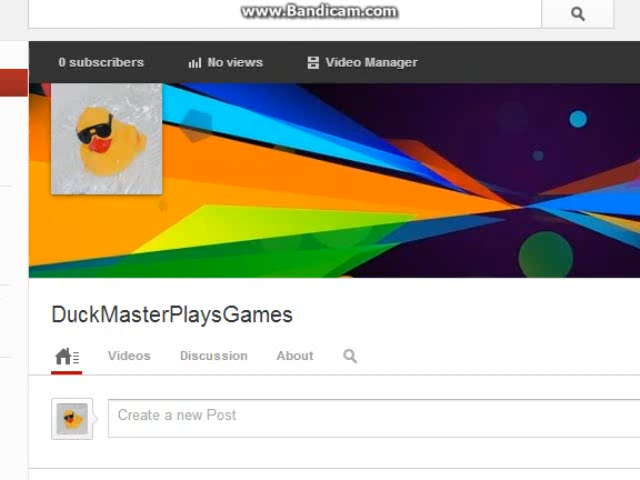 www.Bandicam.com
0 subscribers No views Video Manager
DuckMasterPlaysGames
Videos Discussion About
Create a new Post